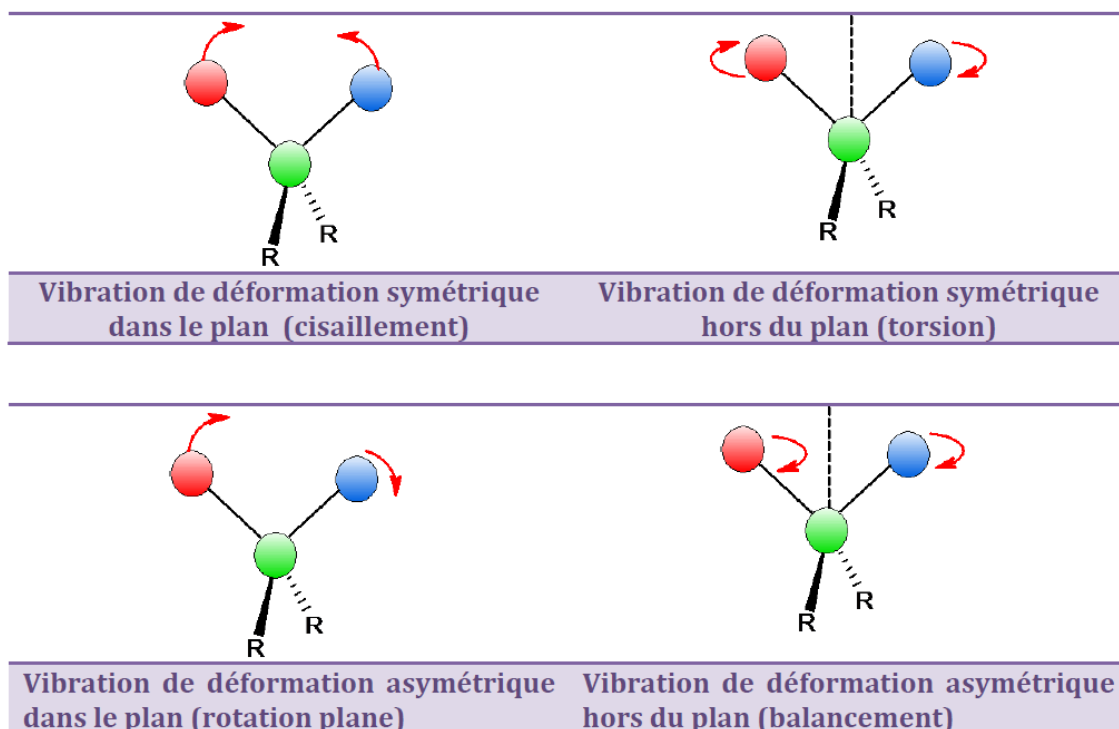 R
R
R
R
Vibration de déformation symétrique
dans le plan (cisaillement)
Vibration de déformation symétrique
hors du plan (torsion)
R
R
R
R
Vibration de déformation asymétrique
dans le plan (rotation plane)
Vibration de déformation asymétrique
hors du plan (balancement)